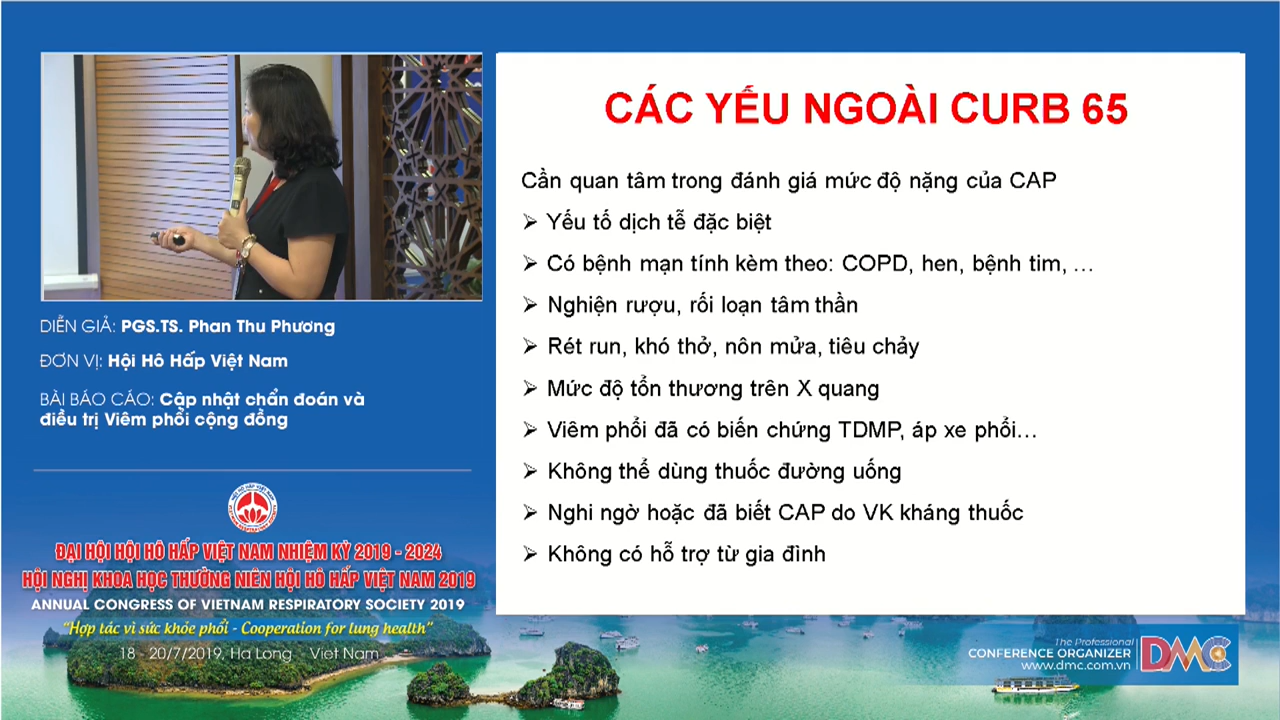 DIỄN GIẢ: PGS.TS. Phan Thu Phương
ĐƠN VỊ: Hội Hô Hấp Việt Nam
BÀI BÁO CÁO: Cập nhật chẩn đoán và
điều trị Viêm phổi cộng đồng
HỘI HÔ HẤP VIỆT NAM
ĐẠI HỘI HỘI HÔ HẤP VIỆT NAM NHIỆM KỲ 2019 - 2024
HỘI NGHỊ KHOA HỌC THƯỜNG NIÊN HỘI HÔ HẤP VIỆT NAM 2019
ANNUAL CONGRESS OF VIETNAM RESPIRATORY SOCIETY 2019
“Hợp tác vì sức khỏe phổi - Cooperation for lung health”
18 - 20/7/2019, Ha Long Viet Nam
CÁC YẾU NGOÀI CURB 65
Cần quan tâm trong đánh giá mức độ nặng của CAP
➢ Yếu tố dịch tễ đặc biệt
➢ Có bệnh mạn tính kèm theo: COPD, hen, bệnh tim, …
➢ Nghiện rượu, rối loạn tâm thần
➢ Rét run, khó thở, nôn mửa, tiêu chảy
➢ Mức độ tổn thương trên X quang
➢ Viêm phổi đã có biến chứng TDMP, áp xe phổi…
➢ Không thể dùng thuốc đường uống
➢ Nghi ngờ hoặc đã biết CAP do VK kháng thuốc
➢ Không có hỗ trợ từ gia đình
The Professional
CONFERENCE ORGANIZER
www.dmc.com.vn
DMC